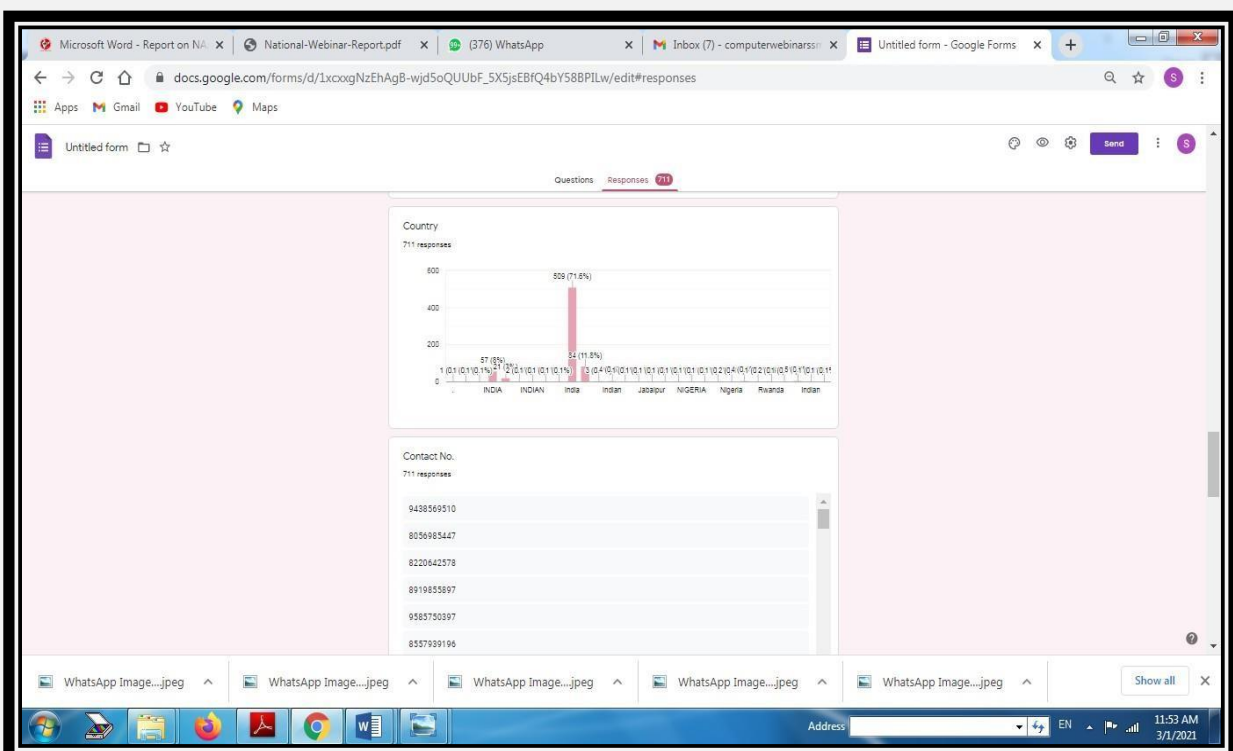 Microsoft Word - Report on NA
National-Webinar-Report.pdf
(376) WhatsApp
Inbox (7) - computerwebinarssn
Untitled form - Google Forms
docs.google.com/forms/d/1xcxxgNzEhAgB-wjd5oQUUbF_5X5jsEBfQ4bY58BPILw/edit#responses
S
Apps
Gmail
YouTube
Maps
Untitled form
Send
S
Questions Responses 711
Country
711 responses
600
509 (71.6%)
400
200
84 (11.8%)
57 (8%)
0
INDIA INDIAN India Indian Jabalpur NIGERIA Nigeria Rwanda Indian
Contact No.
711 responses
9438569510
8056985447
8220642578
8919855897
9585750397
8557939196
WhatsApp Image....jpeg WhatsApp Image....jpeg WhatsApp Image....jpeg WhatsApp Image....jpeg WhatsApp Image....jpeg Show all
Address EN 11:53 AM
3/1/2021